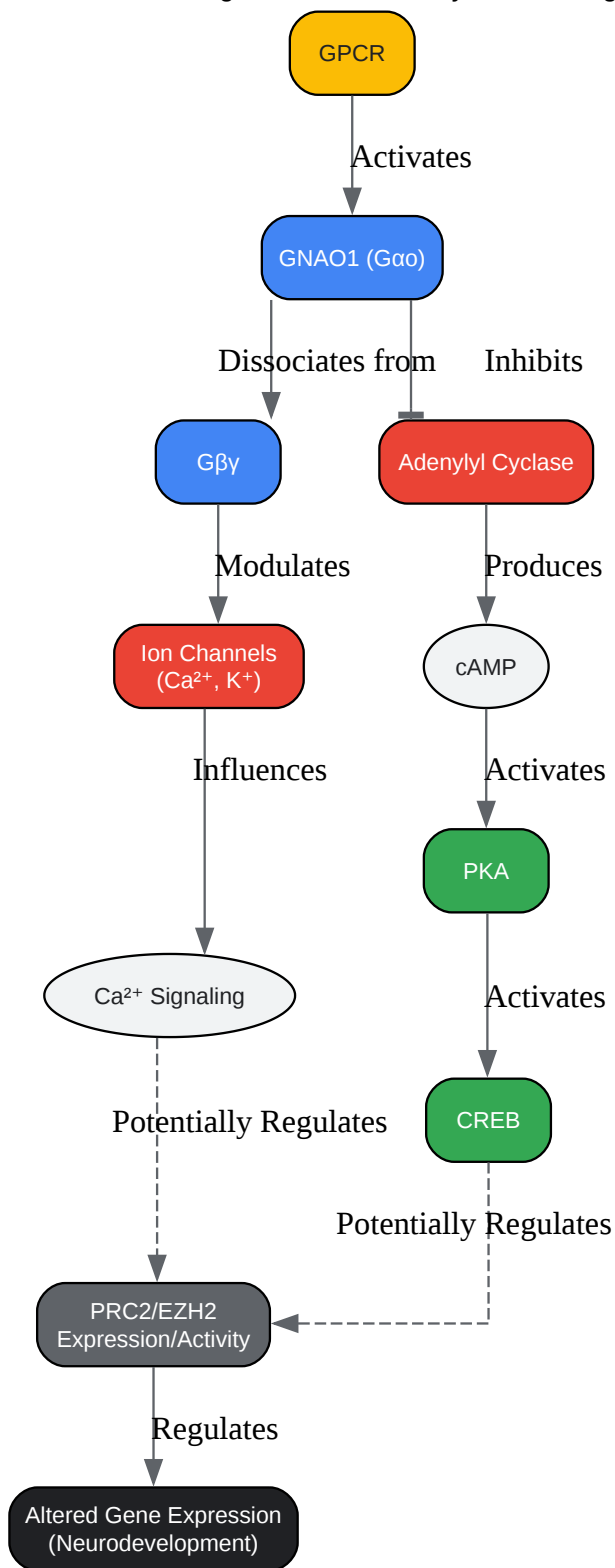 GPCR
Activates
GNAO1 (Gαo)
Dissociates from
Inhibits
Gβγ
Adenylyl Cyclase
Modulates
Produces
Ion Channels
(Ca²⁺, K⁺)
cAMP
Influences
Activates
PKA
Ca²⁺ Signaling
Activates
CREB
Potentially Regulates
Potentially Regulates
PRC2/EZH2
Expression/Activity
Regulates
Altered Gene Expression
(Neurodevelopment)